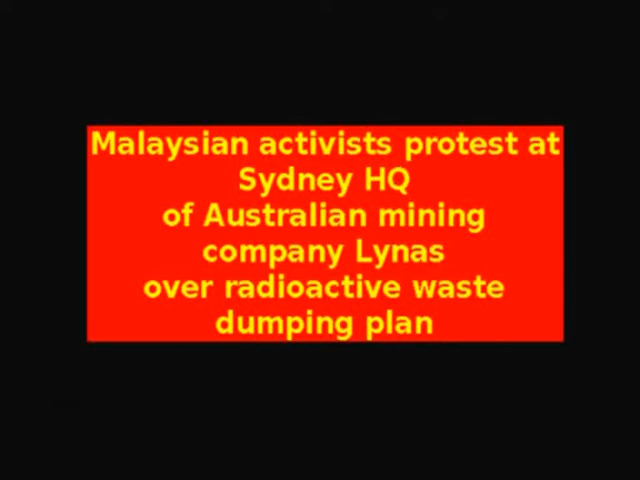 Malaysian activists protest at
Sydney HQ
of Australian mining
company Lynas
over radioactive waste
dumping plan